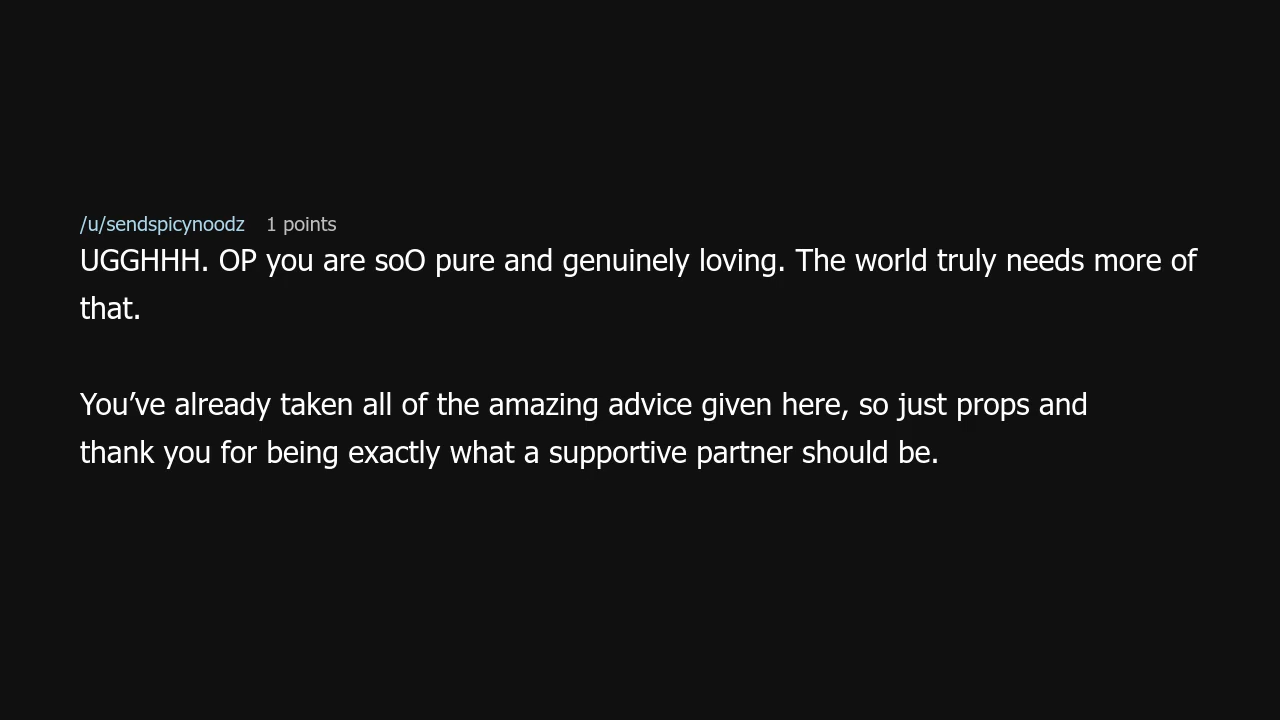 /u/sendspicynoodz 1 points
UGGHHH. OP you are soO pure and genuinely loving. The world truly needs more of
that.
You’ve already taken all of the amazing advice given here, so just props and
thank you for being exactly what a supportive partner should be.